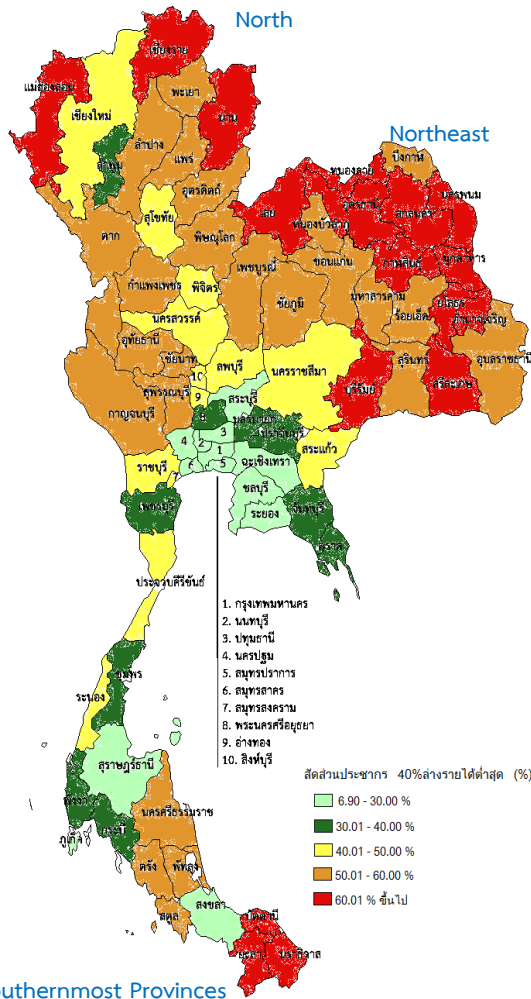 North
เชียงราย
แม่ฮ่องสอน
พะเยา
เชียงใหม่
น่าน
ลำปาง
ลำพูน
แพร่
Northeast
บึงกาฬ
หนองคาย
นครพนม
อุตรดิตถ์
เลย
อุดรธานี
สกลนคร
สุโขทัย
หนองบัวลำภู
ตาก
พิษณุโลก
มุกดาหาร
กาฬสินธุ์
เพชรบูรณ์
ขอนแก่น
กำแพงเพชร
พิจิตร
ชัยภูมิ
มหาสารคาม
ยโสธร
ร้อยเอ็ด
อำนาจเจริญ
นครสวรรค์
อุทัยธานี
ชัยนาท
ลพบุรี
นครราชสีมา
สุรินทร์
อุบลราชธานี
10
บุรีรัมย์
ศรีสะเกษ
สุพรรณบุรี
9
สระบุรี
กาญจนบุรี
8
ปราจีนบุรี
3
4
2
1
สระแก้ว
ฉะเชิงเทรา
5
6
ราชบุรี
7
ชลบุรี
เพชรบุรี
ระยอง
จันทบุรี
ตราด
ประจวบคีรีขันธ์
1. กรุงเทพมหานคร
2. นนทบุรี
3. ปทุมธานี
4. นครปฐม
5. สมุทรปราการ
6. สมุทรสาคร
7. สมุทรสงคราม
8. พระนครศรีอยุธยา
9. อ่างทอง
10. สิงห์บุรี
ชุมพร
ระนอง
สุราษฎร์ธานี
พังงา
นครศรีธรรมราช
กระบี่
ภูเก็ต
ตรัง
พัทลุง
สตูล
สงขลา
ปัตตานี
ยะลา
นราธิวาส
สัดส่วนประชากร 40%ล่างรายได้ต่ำสุด (%)
6.90 - 30.00 %
30.01 - 40.00 %
40.01 - 50.00 %
50.01 - 60.00 %
60.01 % ขึ้นไป
outhernmost Provinces